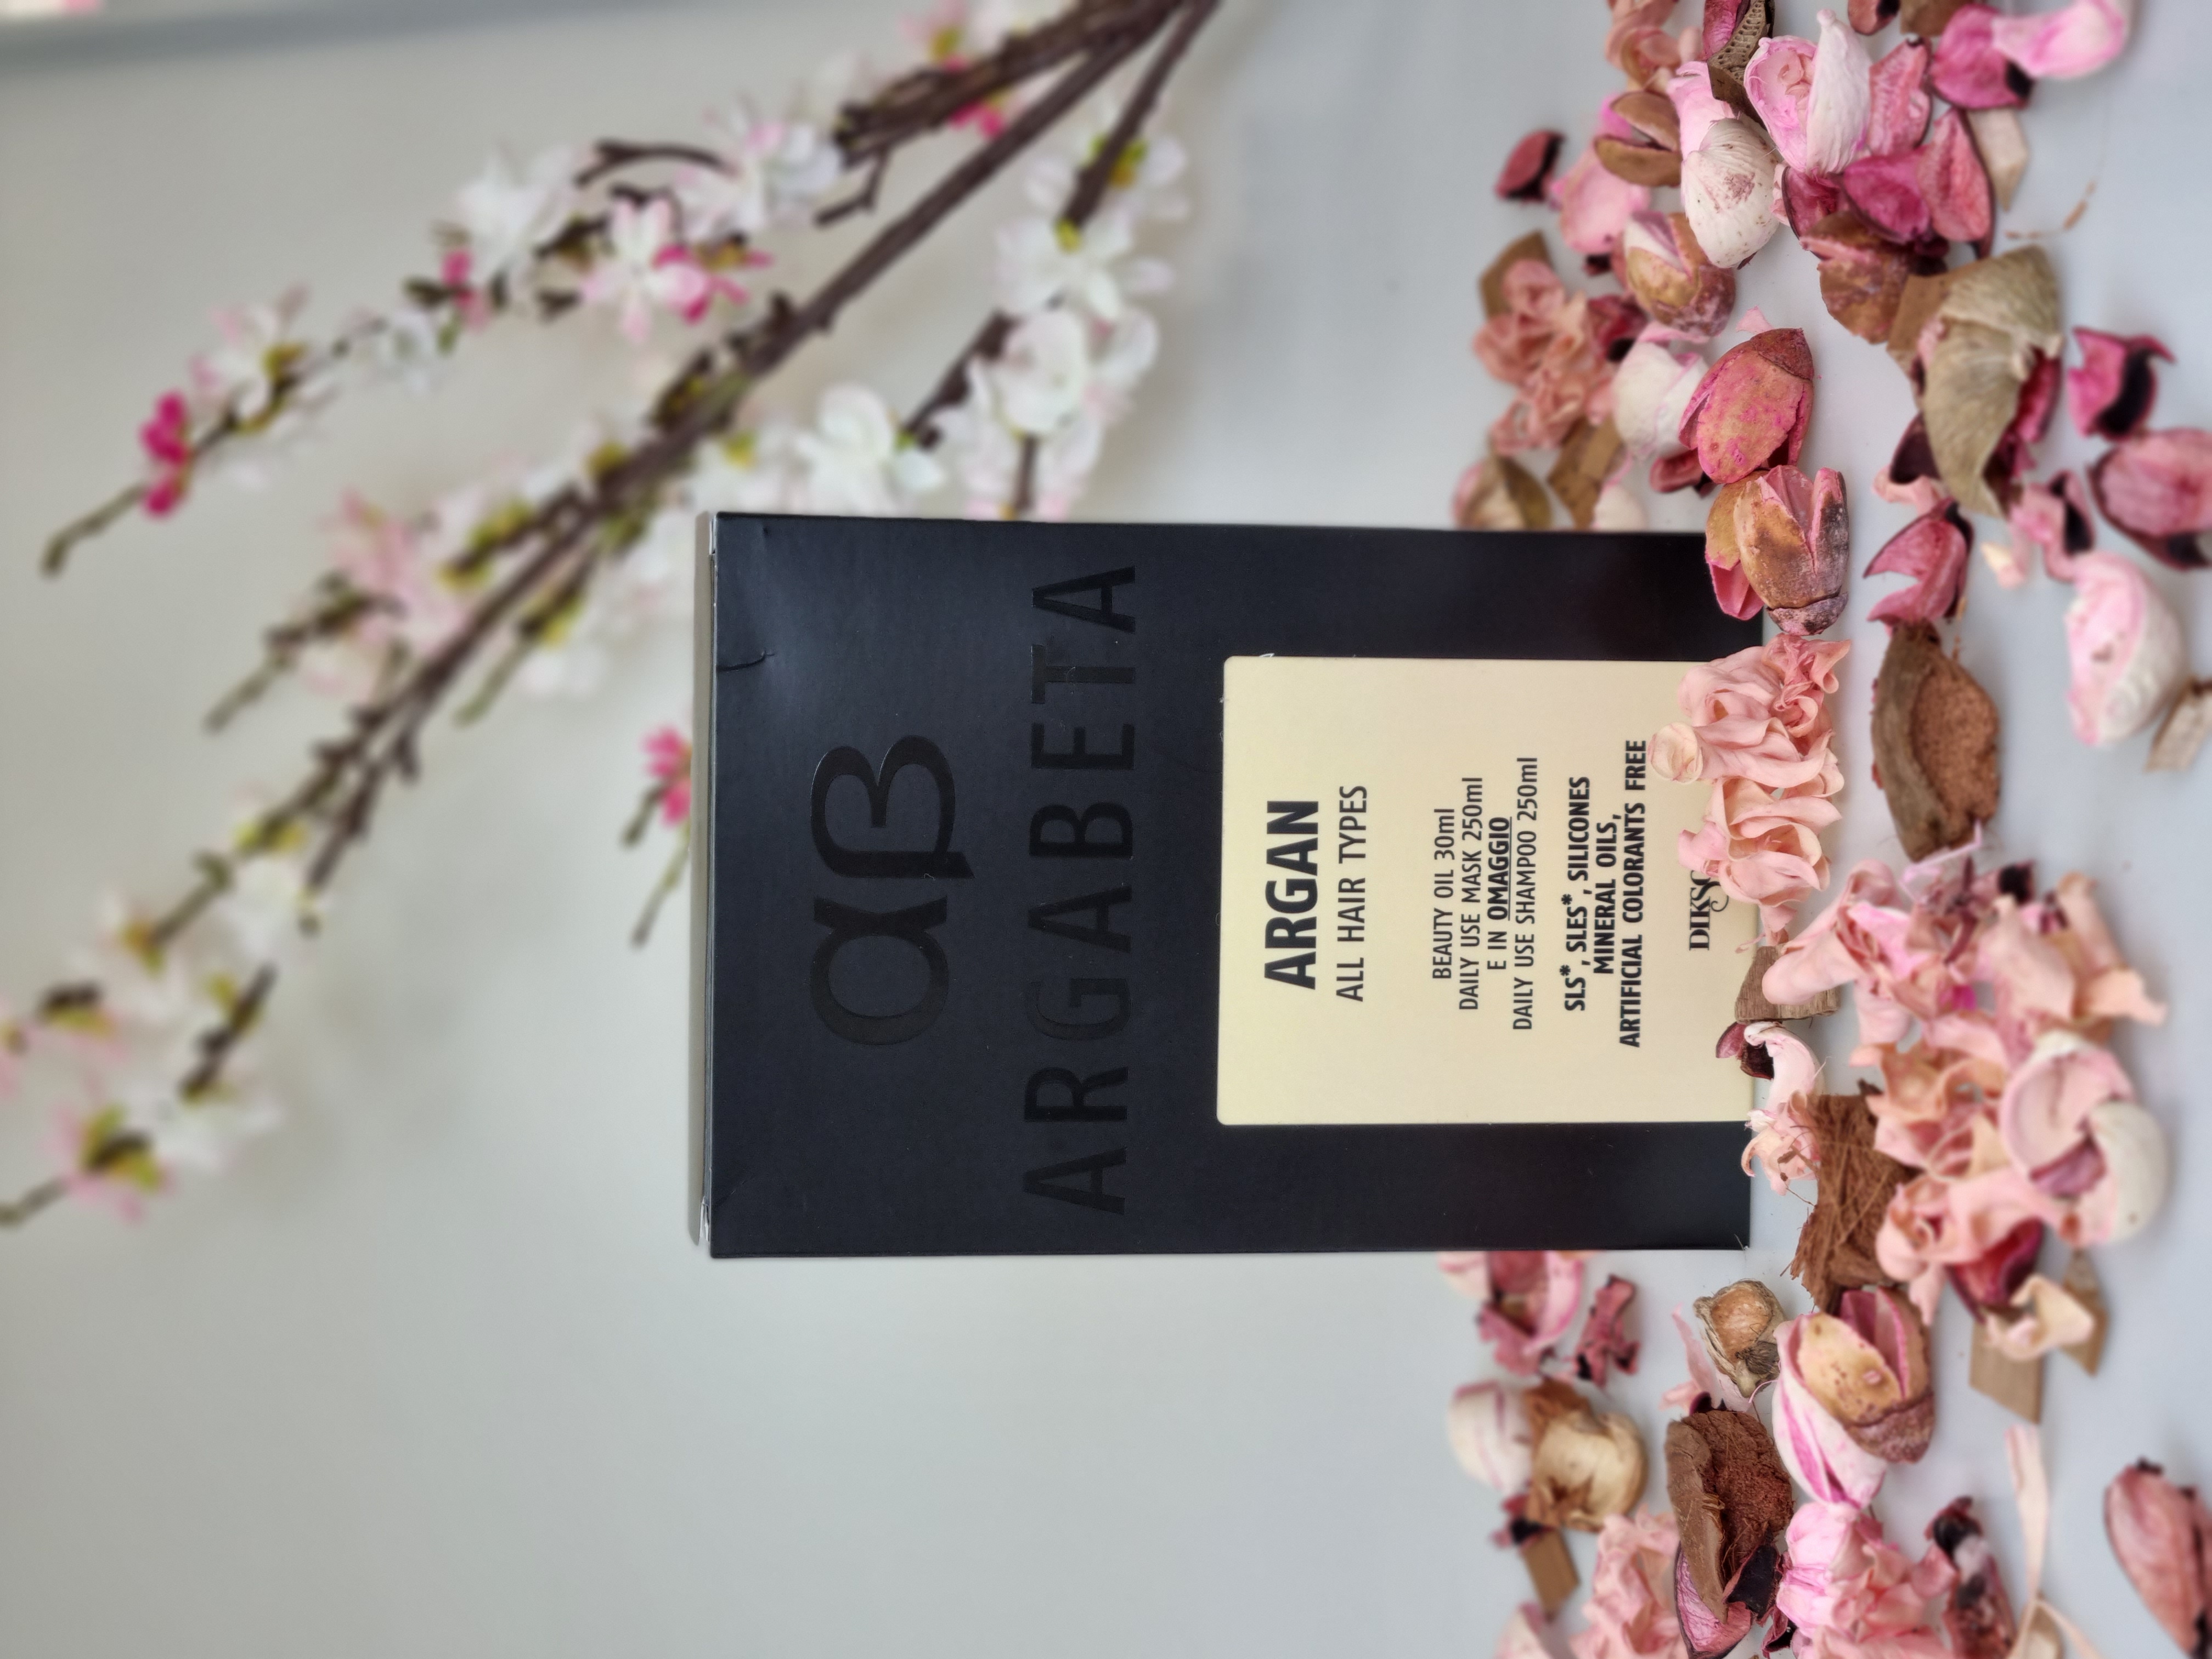 αβ
ARGABETA
ARGAN
ALL HAIR TYPES
BEAUTY OIL 30ml
DAILY USE MASK 250ml
E IN OMAGGIO
DAILY USE SHAMPOO 250ml
SLS*, SLES*, SILICONES
MINERAL OILS,
ARTIFICIAL COLORANTS FREE